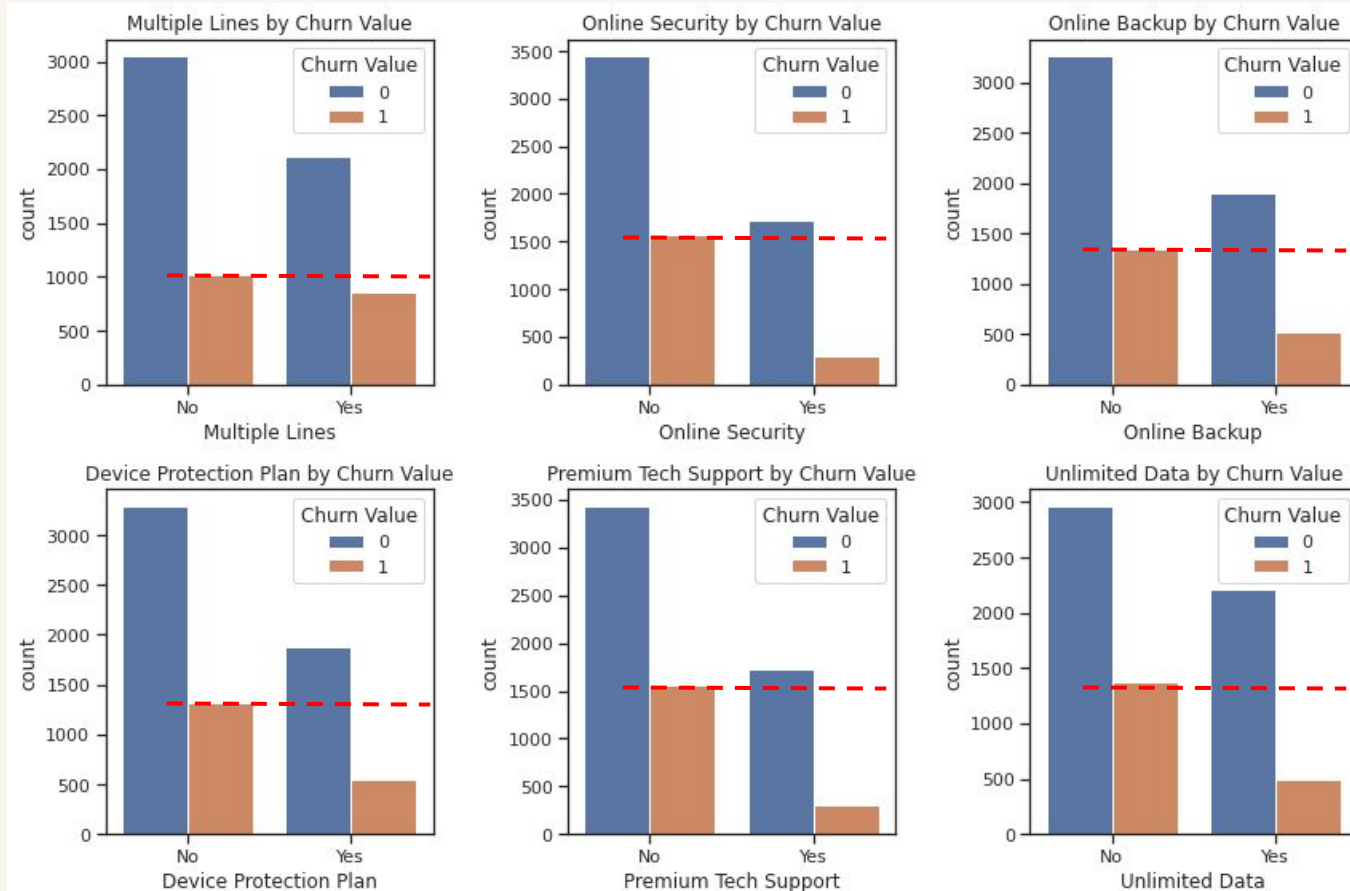 Multiple Lines by Churn Value
3000
2500
2000
1500
1000
500
0
count
Churn Value
0
1
No
Yes
Multiple Lines
Online Security by Churn Value
3500
3000
2500
2000
1500
1000
500
0
count
Churn Value
0
1
No
Yes
Online Security
Online Backup by Churn Value
3000
2500
2000
1500
1000
500
0
count
Churn Value
0
1
No
Yes
Online Backup
Device Protection Plan by Churn Value
3000
2500
2000
1500
1000
500
0
count
Churn Value
0
1
No
Yes
Device Protection Plan
Premium Tech Support by Churn Value
3500
3000
2500
2000
1500
1000
500
0
count
Churn Value
0
1
No
Yes
Premium Tech Support
Unlimited Data by Churn Value
3000
2500
2000
1500
1000
500
0
count
Churn Value
0
1
No
Yes
Unlimited Data